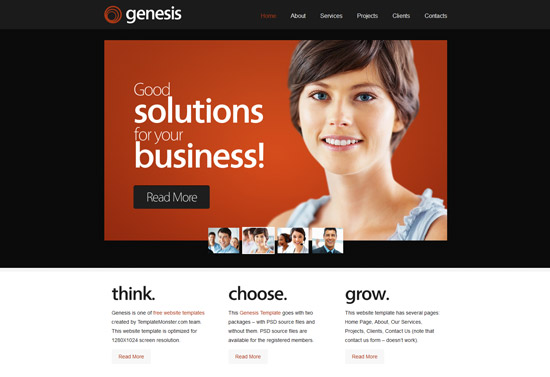 genesis
Home About Services Projects Clients Contacts
Good
solutions
for your
business!
Read More
think.
Genesis is one of free website templates
created by TemplateMonster.com team.
This website template is optimized for
1280X1024 screen resolution
Read More
choose.
This Genesis Template goes with two
packages – with PSD source files and
without them. PSD source files are
available for the registered members
Read More
grow.
This website template has several pages:
Home Page, About, Our Services,
Projects, Clients, Contact Us (note that
contact us form – doesn't work).
Read More